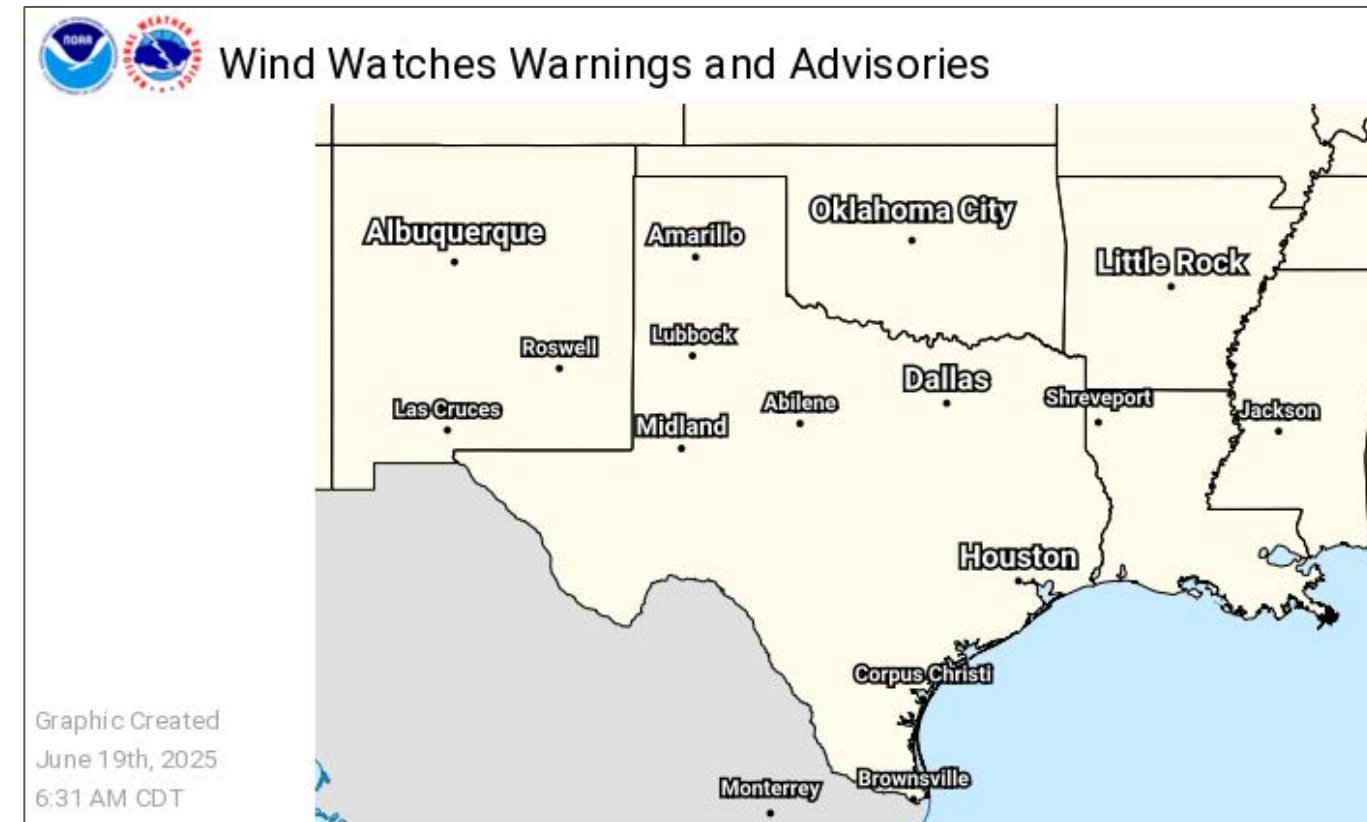 NOAA
NATIONAL WEATHER SERVICE
Wind Watches Warnings and Advisories
Albuquerque
Amarillo
Oklahoma City
Little Rock
Roswell
Lubbock
Las Cruces
Midland
Abilene
Dallas
Shreveport
Jackson
Houston
Corpus Christi
Monterrey
Brownsville
Graphic Created
June 19th, 2025
6:31 AM CDT